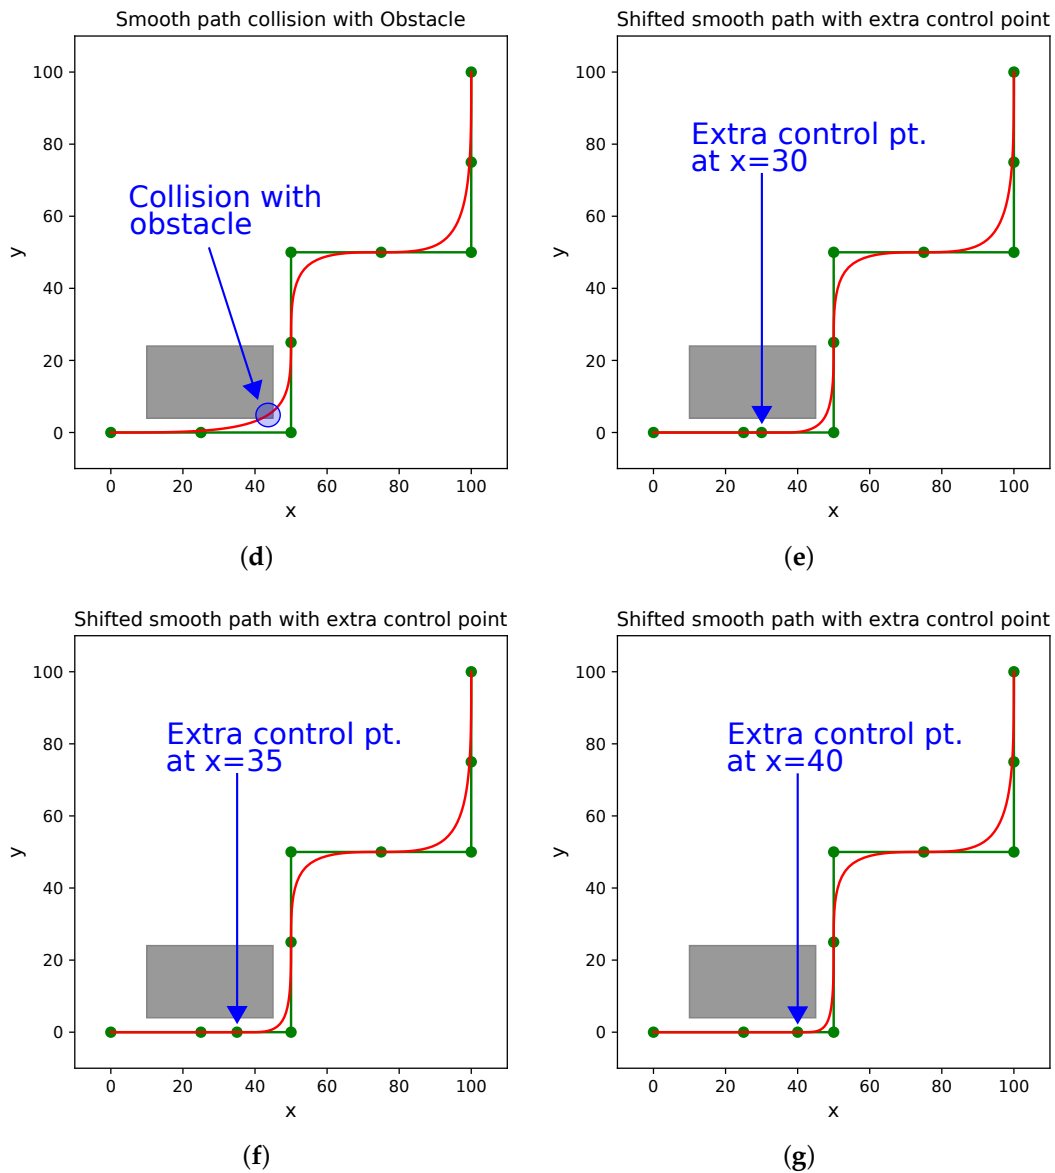 Smooth path collision with Obstacle
100
80
60
40
20
0
y
Collision with
obstacle
0 20 40 60 80 100
x
(d)
Shifted smooth path with extra control point
100
80
60
40
20
0
y
Extra control pt.
at x=30
0 20 40 60 80 100
x
(e)
Shifted smooth path with extra control point
100
80
60
40
20
0
y
Extra control pt.
at x=35
0 20 40 60 80 100
x
(f)
Shifted smooth path with extra control point
100
80
60
40
20
0
y
Extra control pt.
at x=40
0 20 40 60 80 100
x
(g)